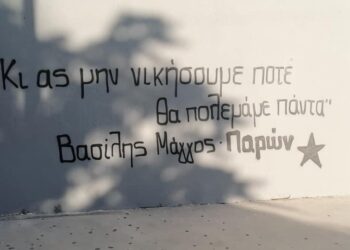 Κι ας μην νικήσουμε ποτέ
θα πολεμάμε πάντα"
Βασίλης Μάγγος · Παρών